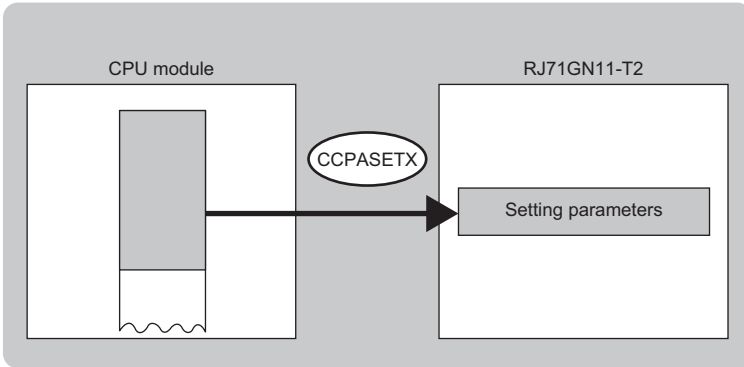 CPU module
RJ71GN11-T2
CCPASETX
Setting parameters